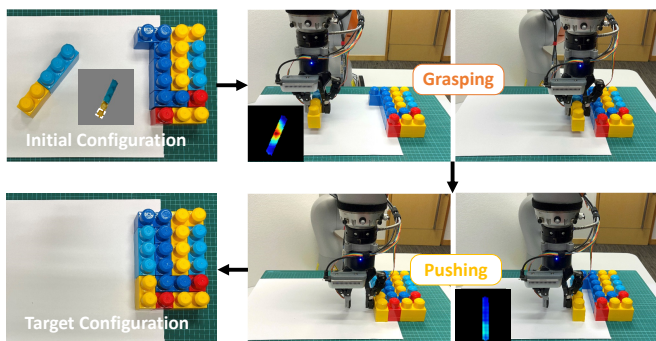 Grasping
Initial Configuration
Pushing
Target Configuration